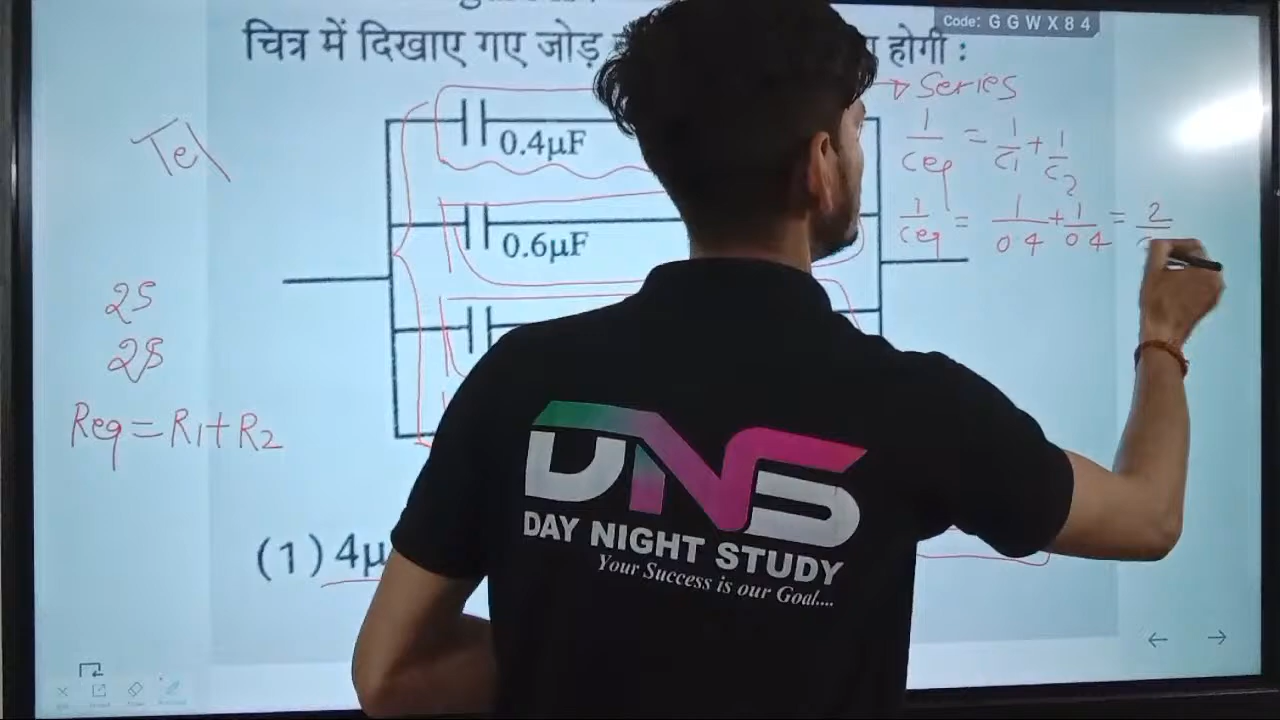 Code: G G W X 8 4
चित्र में दिखाए गए जोड़
होगी :
→ Series
0.4μF
1/Ceq = 1/C1 + 1/C2
Tel
1/Ceq = 1/0 4 + 1/0 4 = 2
0.6μF
25
25
Req = R1 + R2
DNS
DAY NIGHT STUDY
Your Success is our Goal....
(1) 4μ